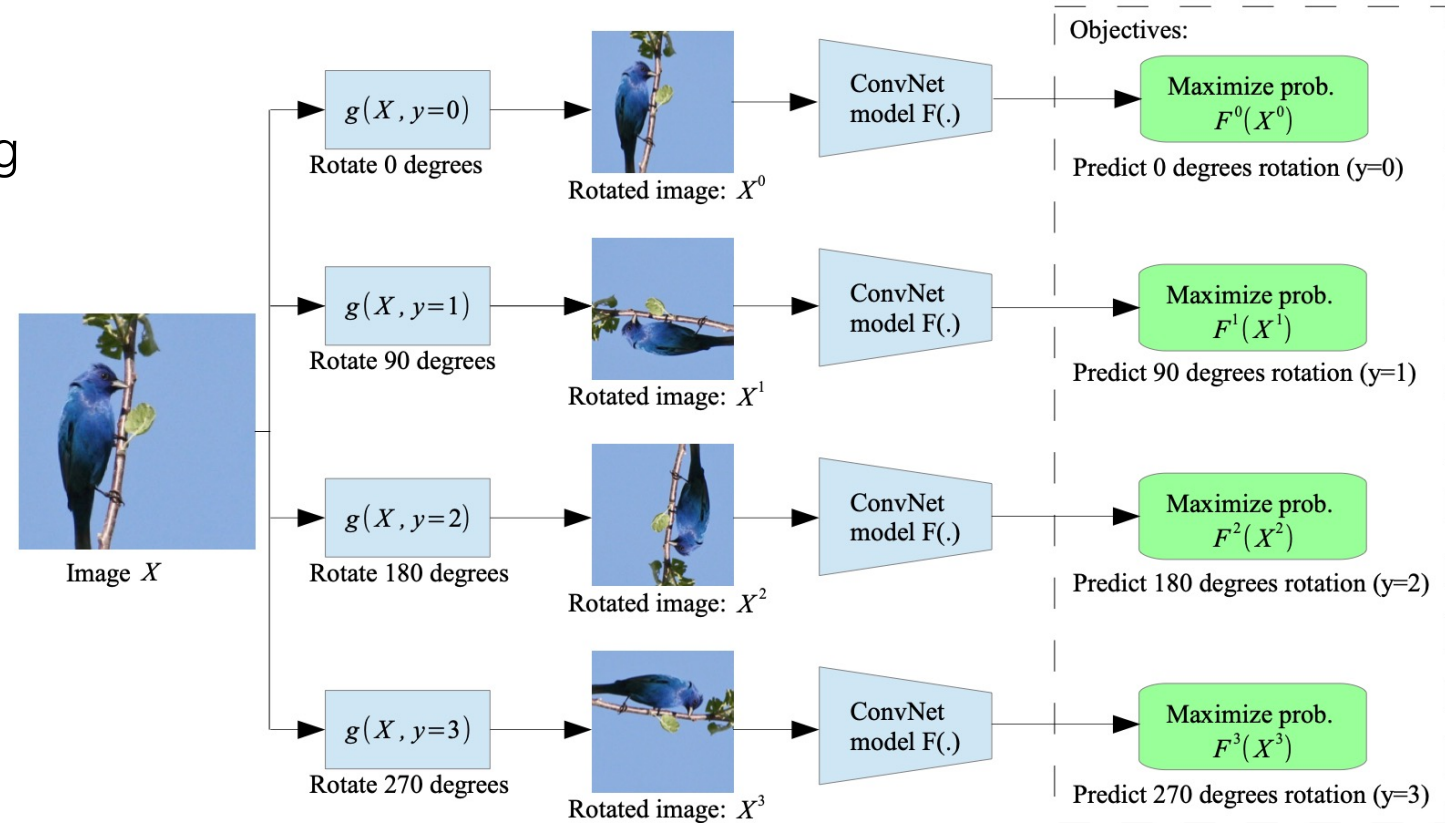 g
Objectives:
g(X, y=0)
Rotate 0 degrees
Rotated image: X⁰
ConvNet
model F(.)
Maximize prob.
F⁰(X⁰)
Predict 0 degrees rotation (y=0)
g(X, y=1)
Rotate 90 degrees
Rotated image: X¹
ConvNet
model F(.)
Maximize prob.
F¹(X¹)
Predict 90 degrees rotation (y=1)
Image X
g(X, y=2)
Rotate 180 degrees
Rotated image: X²
ConvNet
model F(.)
Maximize prob.
F²(X²)
Predict 180 degrees rotation (y=2)
g(X, y=3)
Rotate 270 degrees
Rotated image: X³
ConvNet
model F(.)
Maximize prob.
F³(X³)
Predict 270 degrees rotation (y=3)